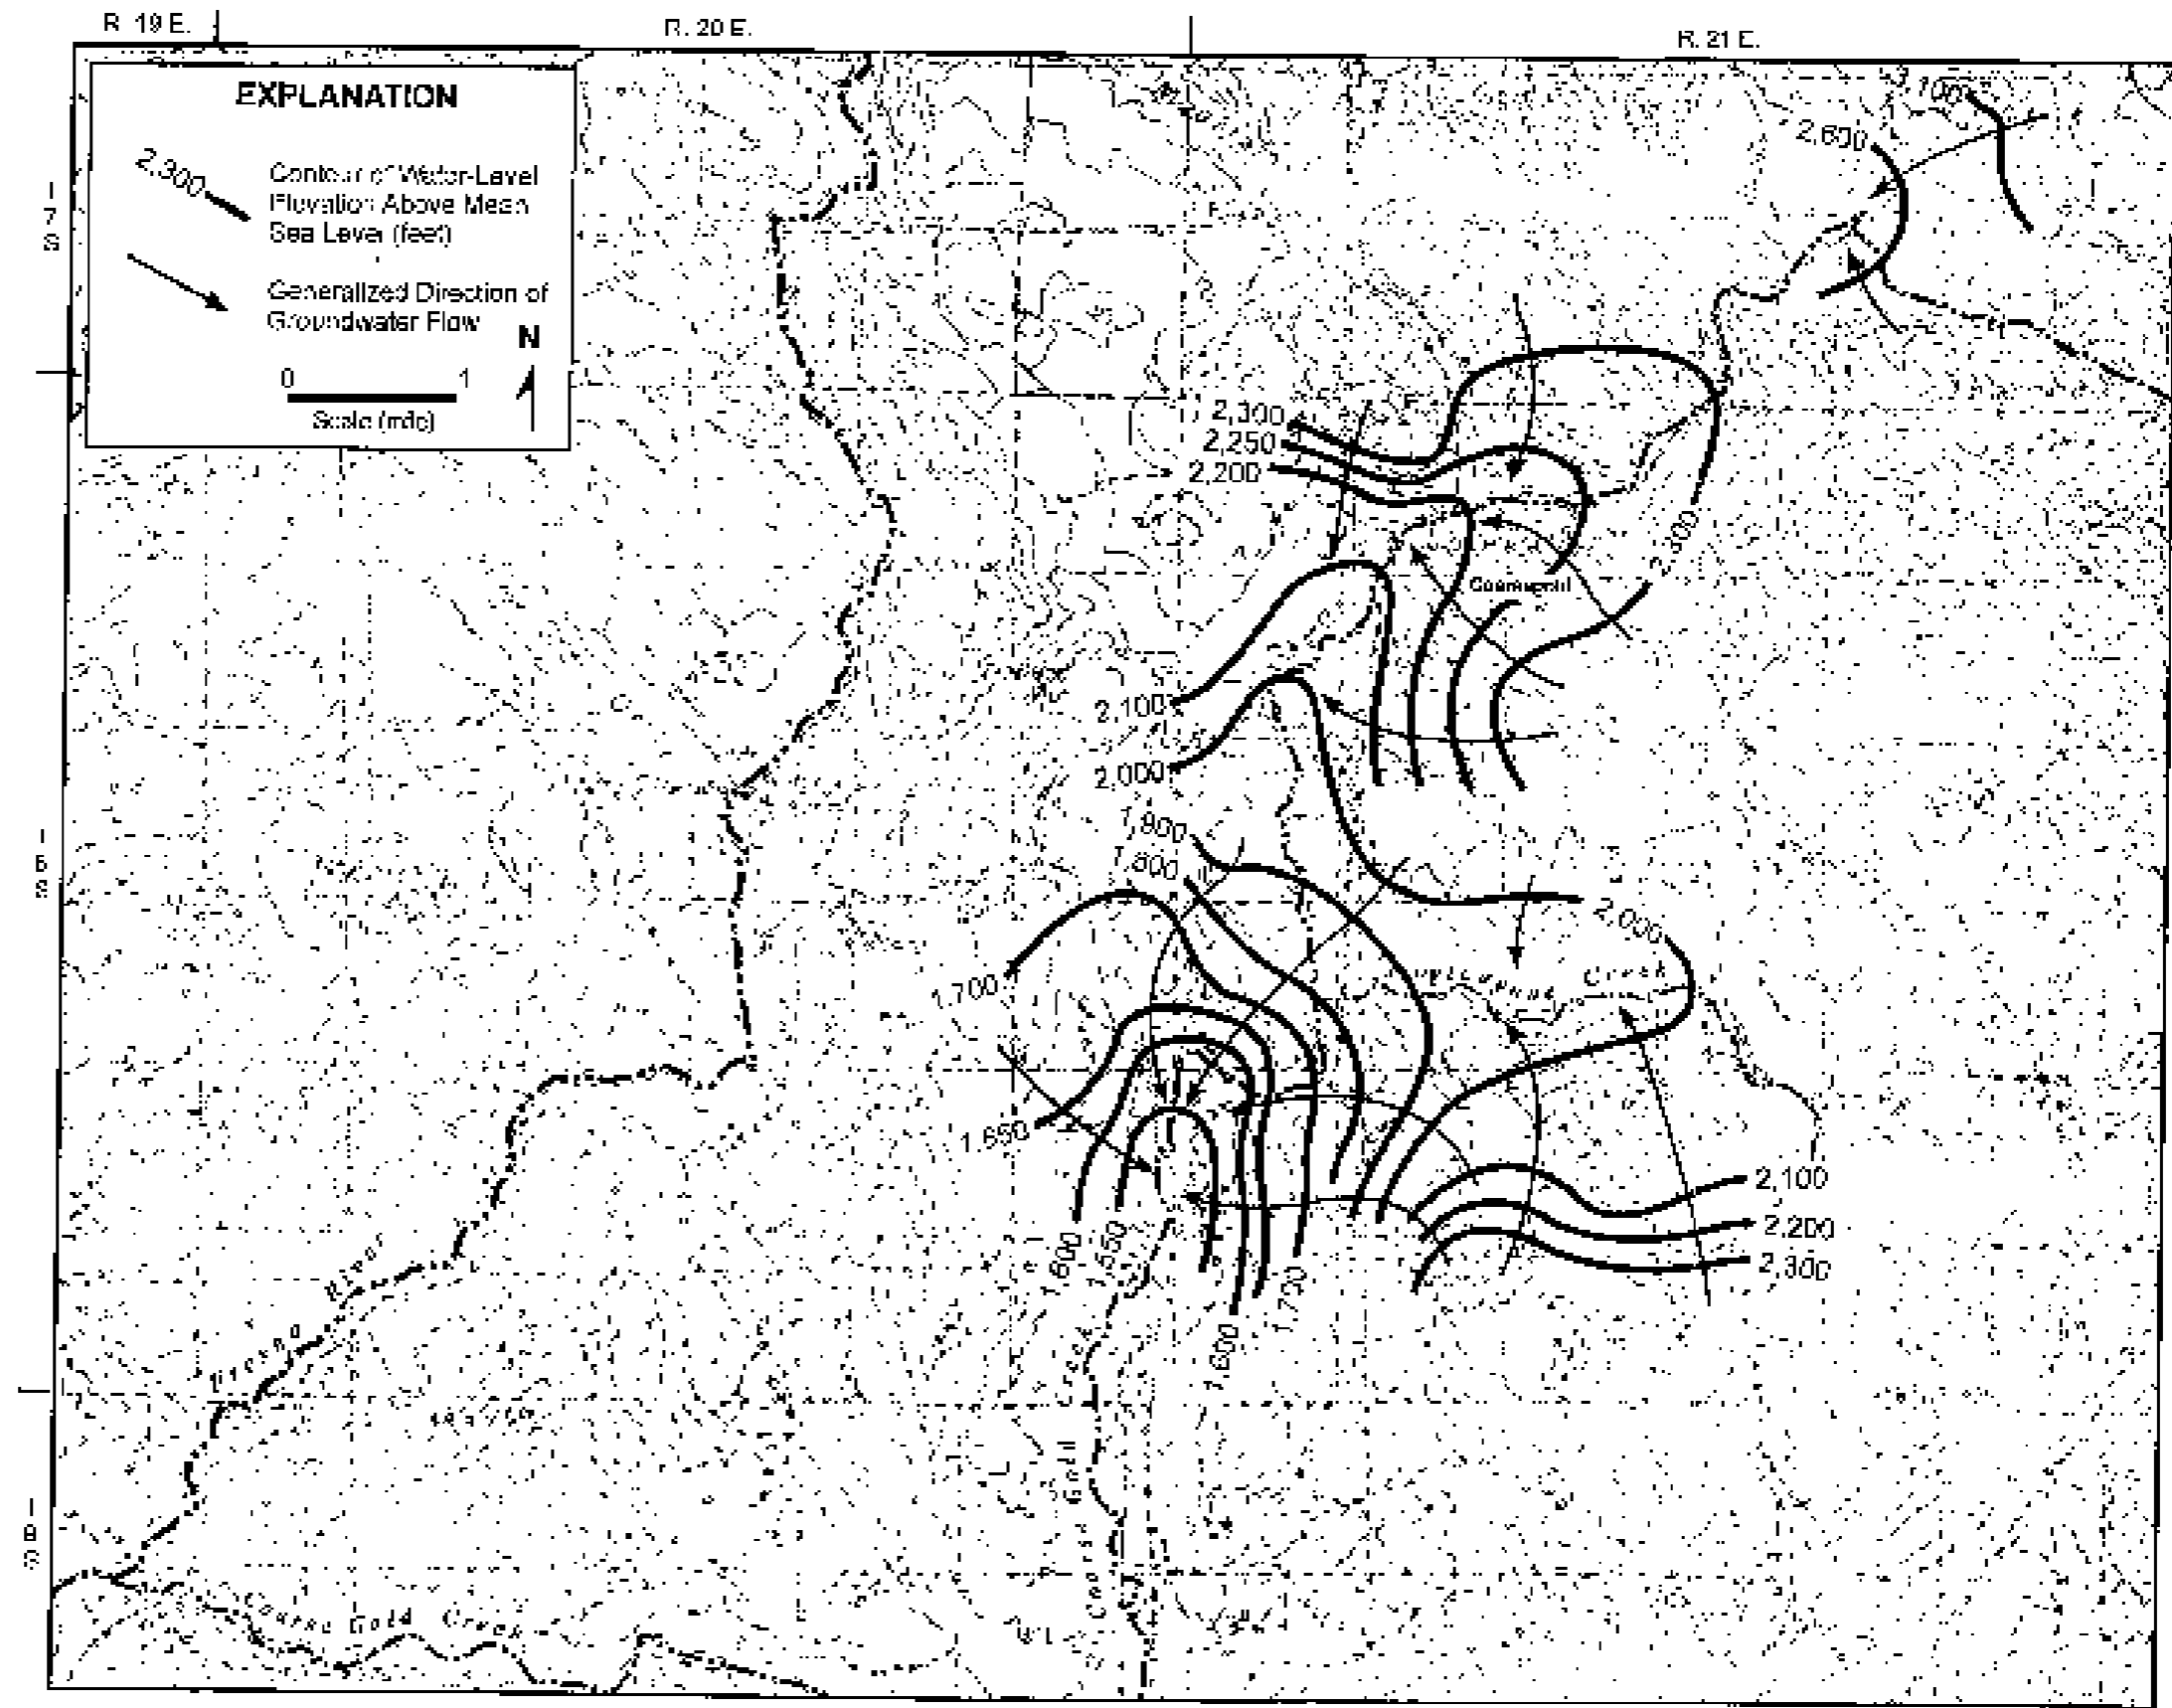 R. 19 E.
R. 20 E.
R. 21 E.
EXPLANATION
2,300
Contour of Water-Level
Elevation Above Mean
Sea Level (feet)
Generalized Direction of
Groundwater Flow
N
0 1
Scale (mile)
7
S
2,600
100
2,300
2,250
2,200
2,300
Coarsegold
2,100
2,000
1,900
800
2,000
1,700
Creek
1,650
2,100
2,200
2,300
1,600
1,550
1,700
1,600
River
Fresno
Creek
Gold
Coarse
8
S
Coarse Gold Creek